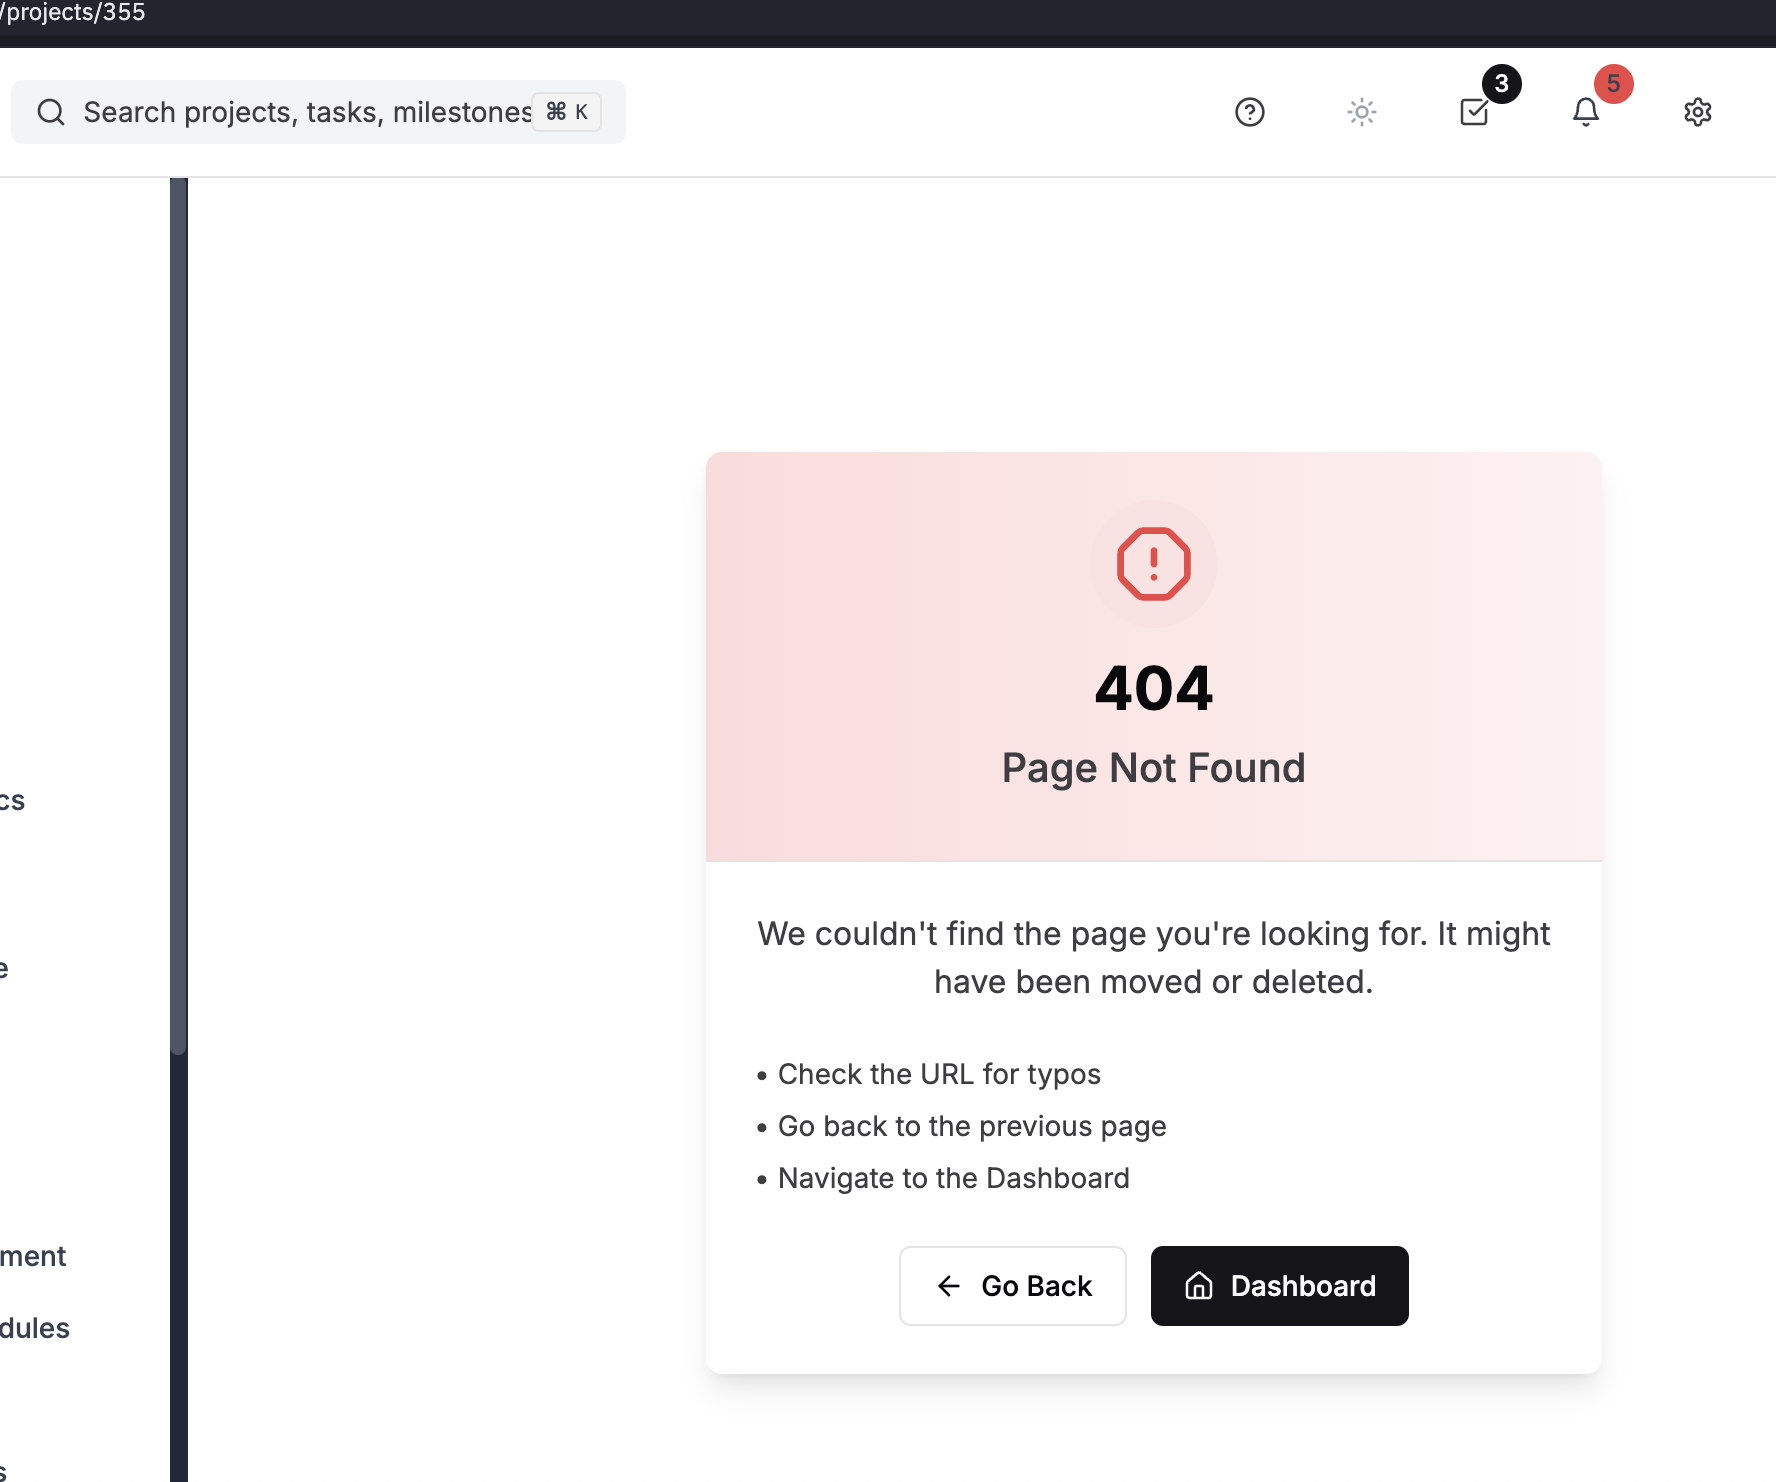 /projects/355
Search projects, tasks, milestones ⌘ K
3
5
cs
e
ment
dules
s
404
Page Not Found
We couldn't find the page you're looking for. It might
have been moved or deleted.
• Check the URL for typos
• Go back to the previous page
• Navigate to the Dashboard
Go Back
Dashboard